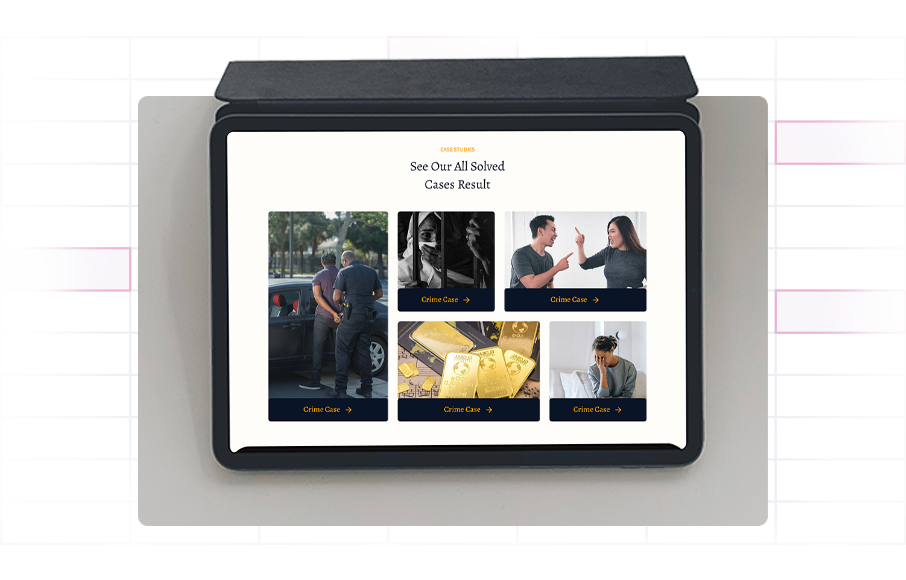 CASE STUDIES
See Our All Solved
Cases Result
Crime Case →
Crime Case →
Crime Case →
Crime Case →
Crime Case →